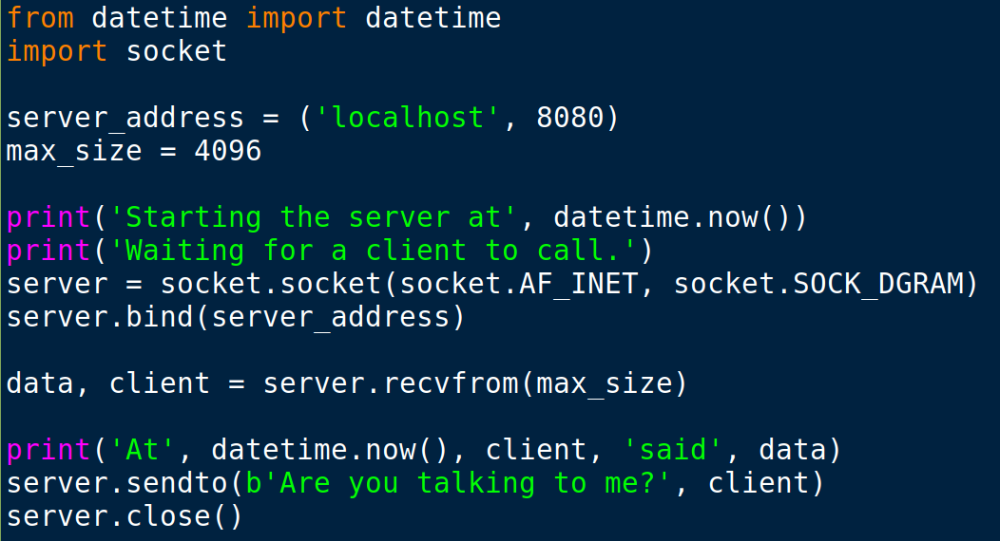 from datetime import datetime
import socket

server_address = ('localhost', 8080)
max_size = 4096

print('Starting the server at', datetime.now())
print('Waiting for a client to call.')
server = socket.socket(socket.AF_INET, socket.SOCK_DGRAM)
server.bind(server_address)

data, client = server.recvfrom(max_size)

print('At', datetime.now(), client, 'said', data)
server.sendto(b'Are you talking to me?', client)
server.close()